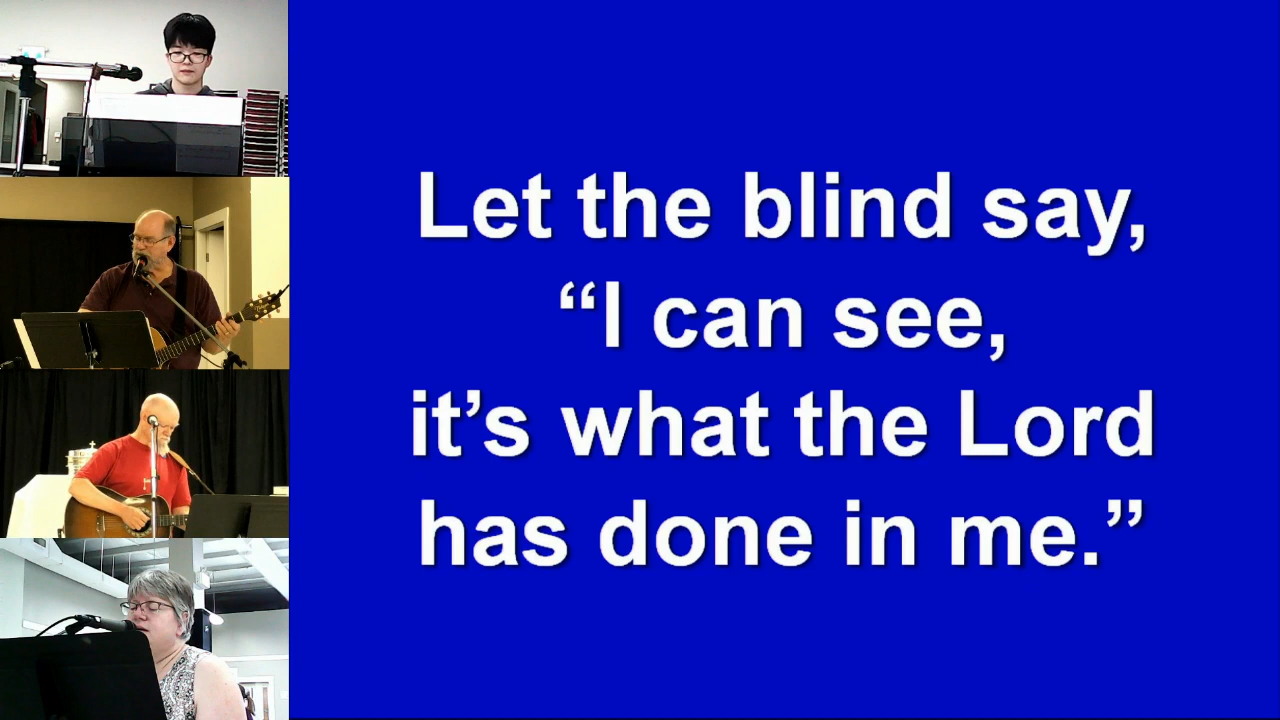 Let the blind say,
“I can see,
it’s what the Lord
has done in me.”